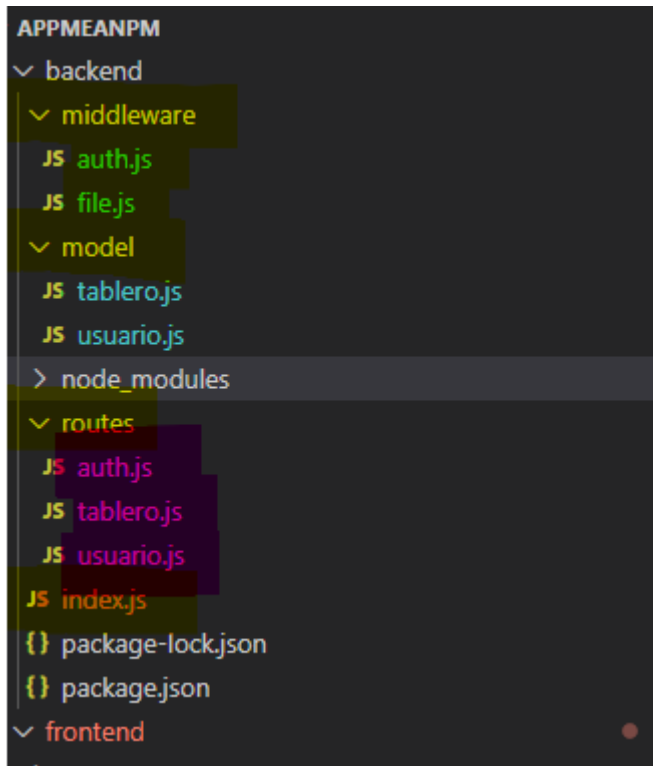 APPMEANPM
backend
middleware
JS auth.js
JS file.js
model
JS tablero.js
JS usuario.js
node_modules
routes
JS auth.js
JS tablero.js
JS usuario.js
JS index.js
{} package-lock.json
{} package.json
frontend